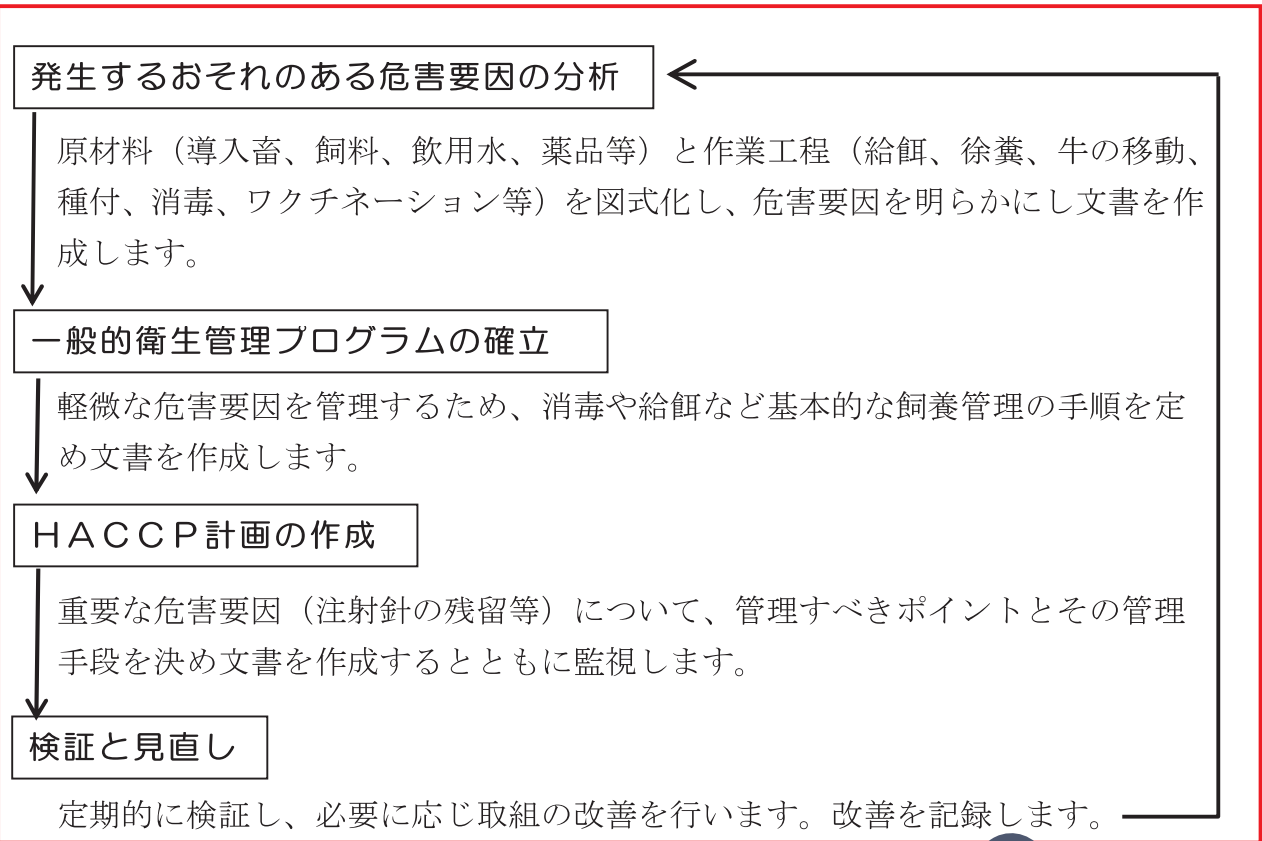 発生するおそれのある危害要因の分析
原材料（導入畜、飼料、飲用水、薬品等）と作業工程（給餌、徐糞、牛の移動、
種付、消毒、ワクチネーション等）を図式化し、危害要因を明らかにし文書を作
成します。
一般的衛生管理プログラムの確立
軽微な危害要因を管理するため、消毒や給餌など基本的な飼養管理の手順を定
め文書を作成します。
ＨＡＣＣＰ計画の作成
重要な危害要因（注射針の残留等）について、管理すべきポイントとその管理
手段を決め文書を作成するとともに監視します。
検証と見直し
定期的に検証し、必要に応じ取組の改善を行います。改善を記録します。